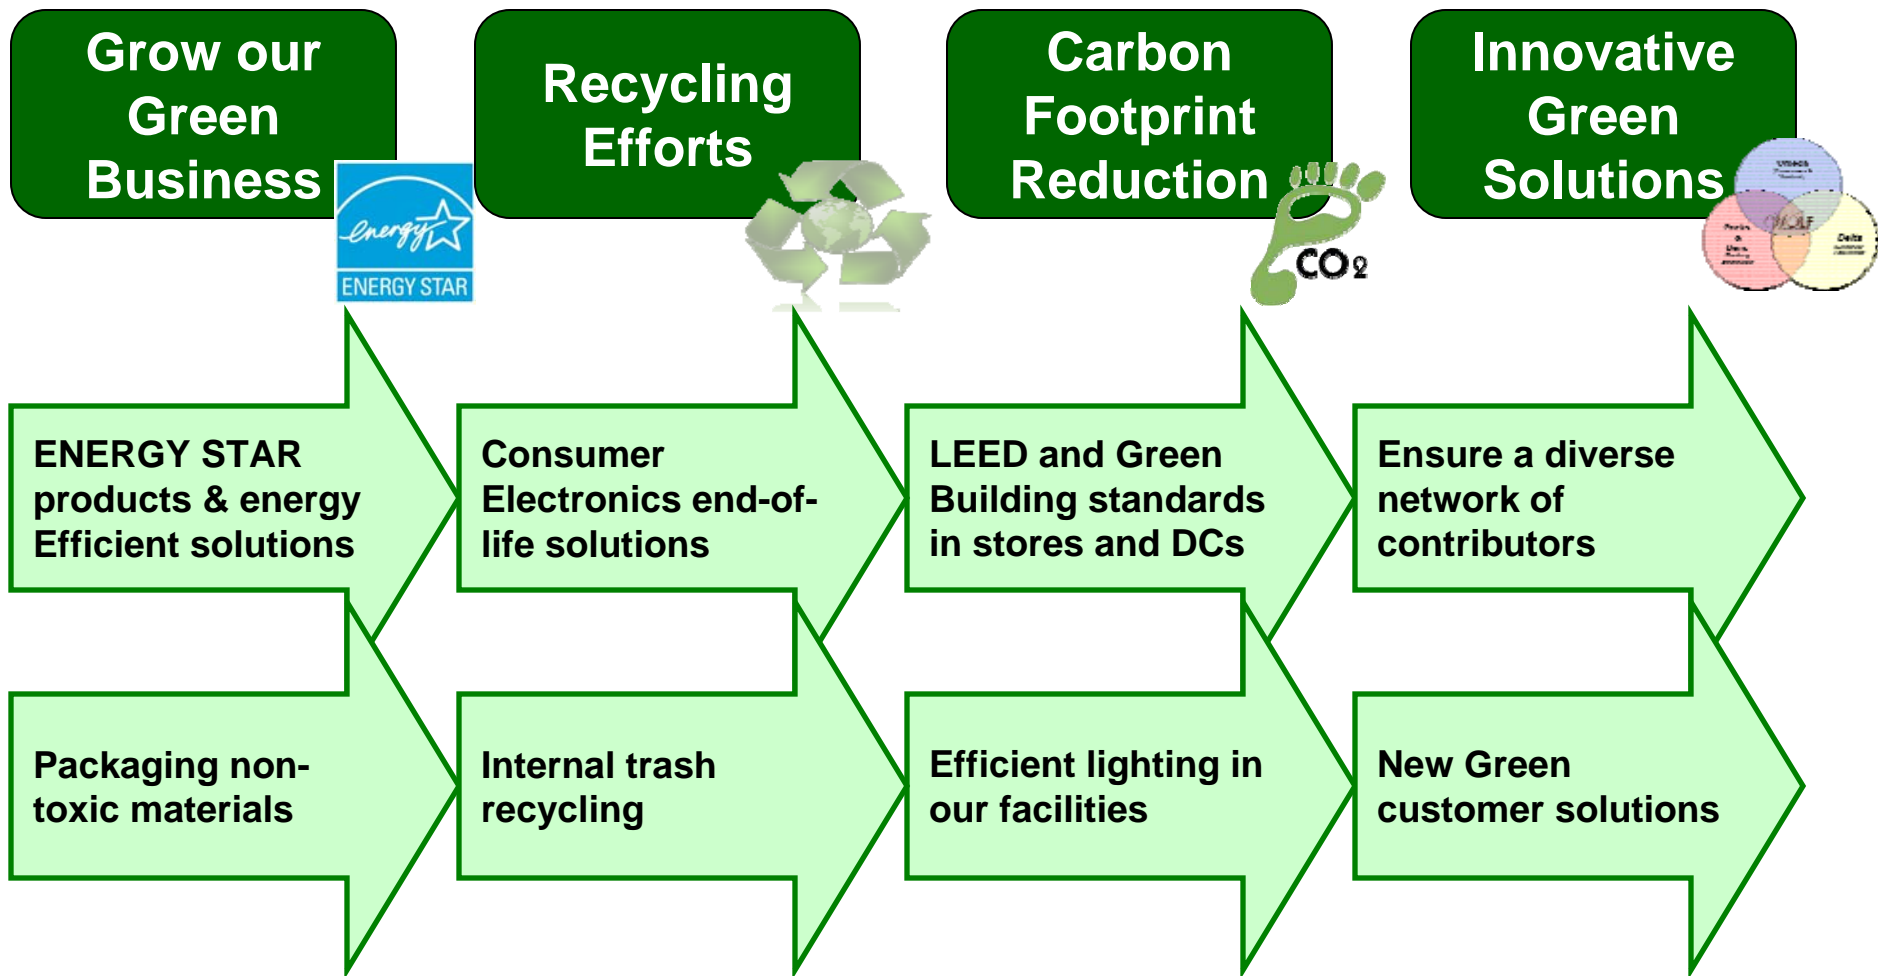 Grow our
Green
Business
Recycling
Efforts
Carbon
Footprint
Reduction
Innovative
Green
Solutions
energy
ENERGY STAR
CO2
Delta
ENERGY STAR
products & energy
Efficient solutions
Consumer
Electronics end-of-
life solutions
LEED and Green
Building standards
in stores and DCs
Ensure a diverse
network of
contributors
Packaging non-
toxic materials
Internal trash
recycling
Efficient lighting in
our facilities
New Green
customer solutions